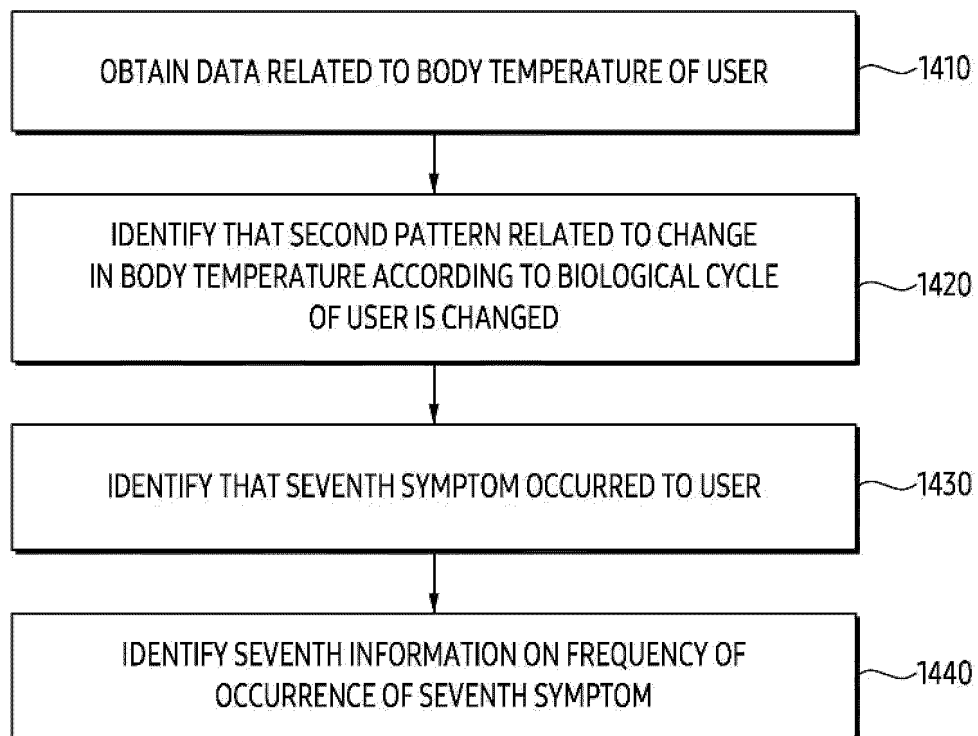 OBTAIN DATA RELATED TO BODY TEMPERATURE OF USER
1410
IDENTIFY THAT SECOND PATTERN RELATED TO CHANGE
IN BODY TEMPERATURE ACCORDING TO BIOLOGICAL CYCLE
OF USER IS CHANGED
1420
IDENTIFY THAT SEVENTH SYMPTOM OCCURRED TO USER
1430
IDENTIFY SEVENTH INFORMATION ON FREQUENCY OF
OCCURRENCE OF SEVENTH SYMPTOM
1440